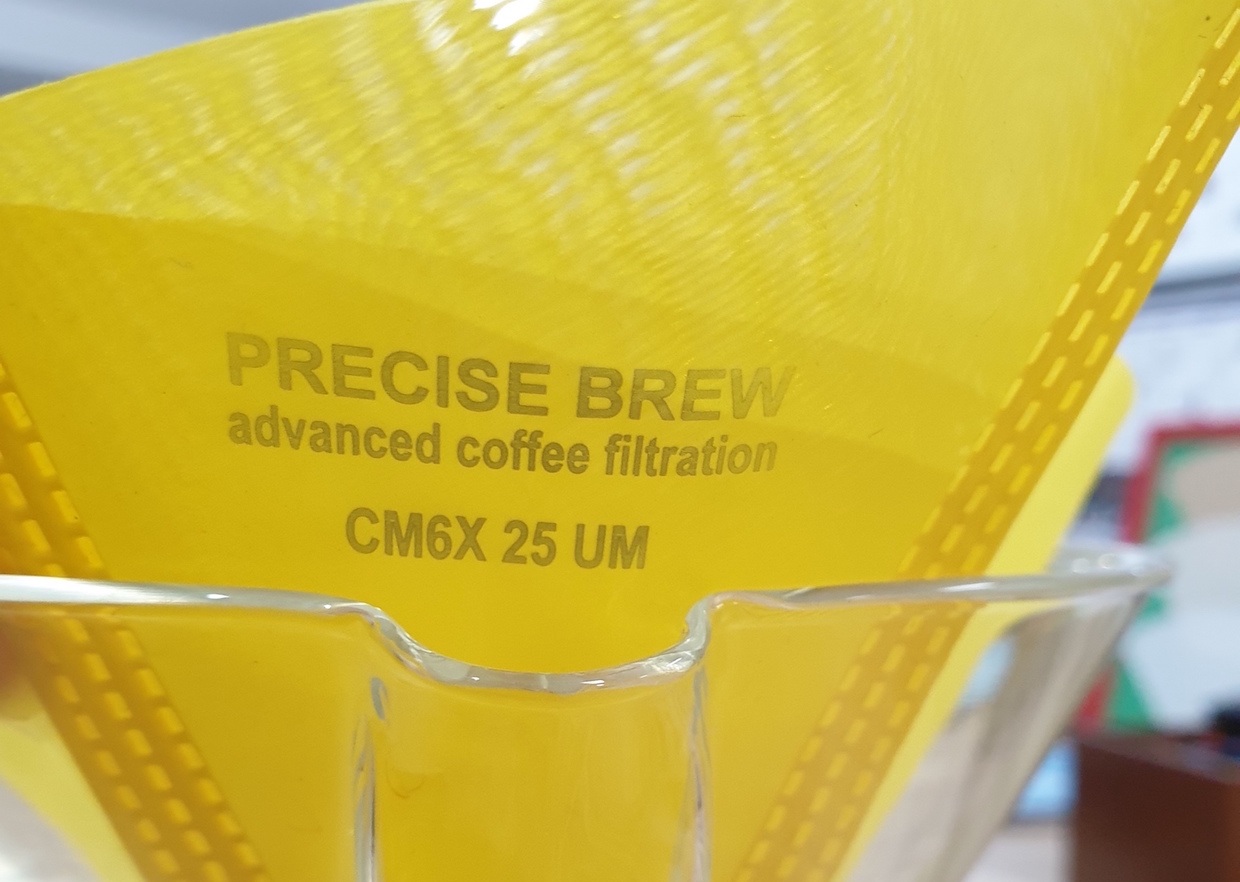 PRECISE BREW
advanced coffee filtration
CM6X 25 UM